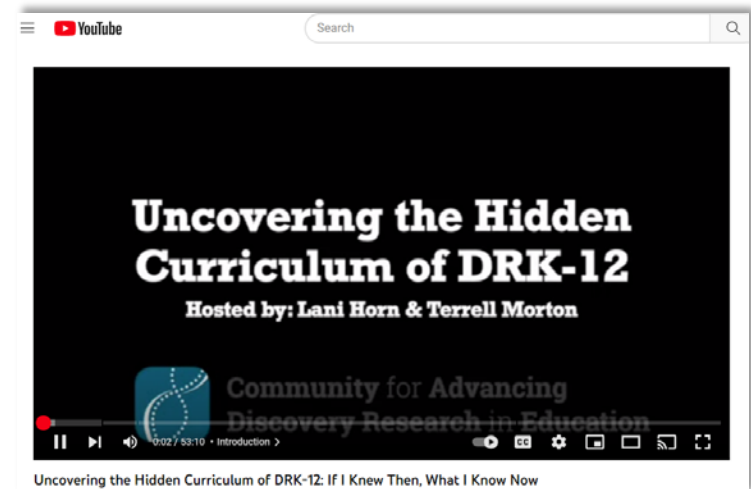 YouTube
Search
Uncovering the Hidden
Curriculum of DRK-12
Hosted by: Lani Horn & Terrell Morton
Community for Advancing
Discovery Research in Education
0:02 / 53:10 • Introduction >
CC
Uncovering the Hidden Curriculum of DRK-12: If I Knew Then, What I Know Now